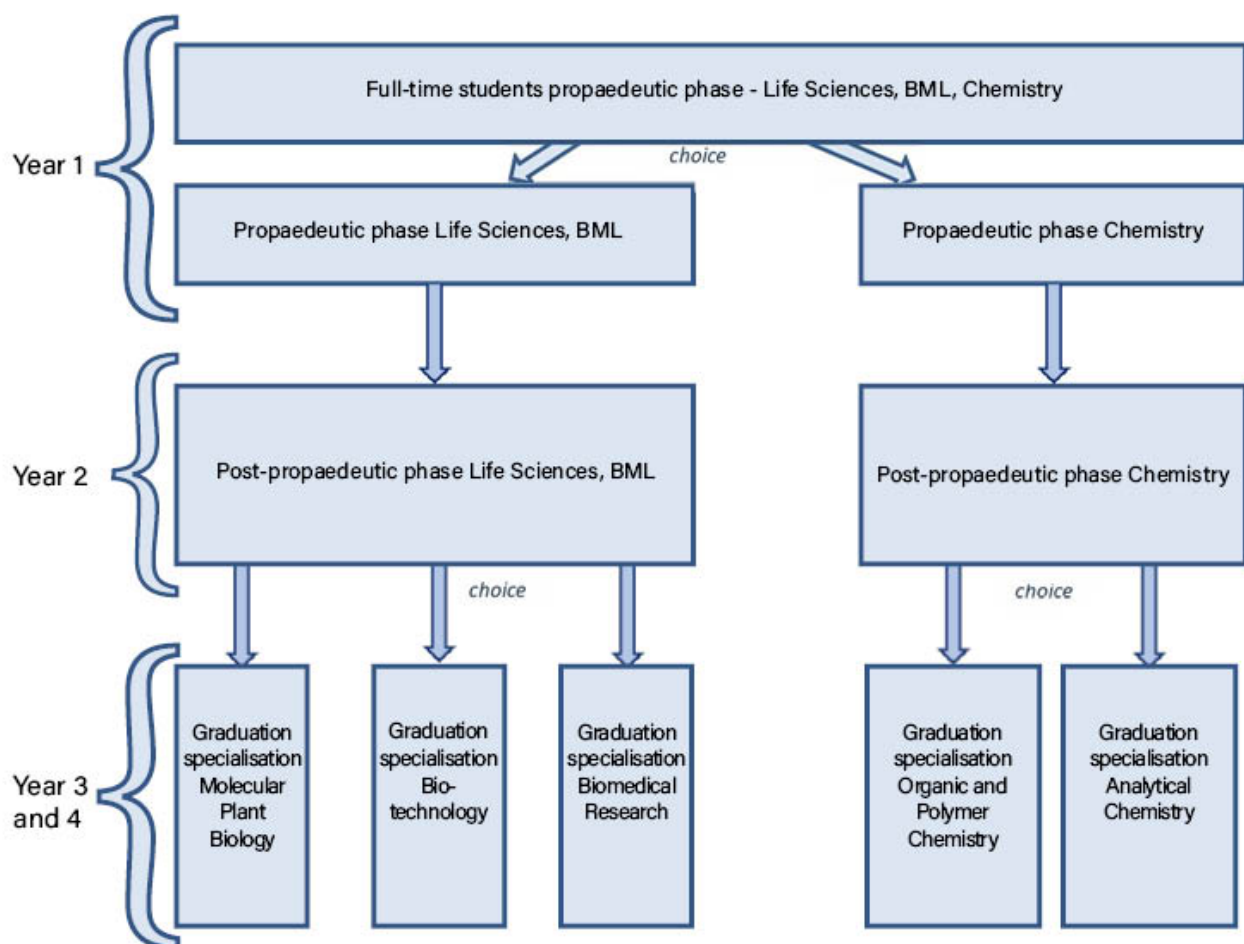 Full-time students propaedeutic phase - Life Sciences, BML, Chemistry
choice
Year 1
Propaedeutic phase Life Sciences, BML
Propaedeutic phase Chemistry
Year 2
Post-propaedeutic phase Life Sciences, BML
Post-propaedeutic phase Chemistry
choice
choice
Year 3
and 4
Graduation
specialisation
Molecular
Plant
Biology
Graduation
specialisation
Bio-
technology
Graduation
specialisation
Biomedical
Research
Graduation
specialisation
Organic and
Polymer
Chemistry
Graduation
specialisation
Analytical
Chemistry